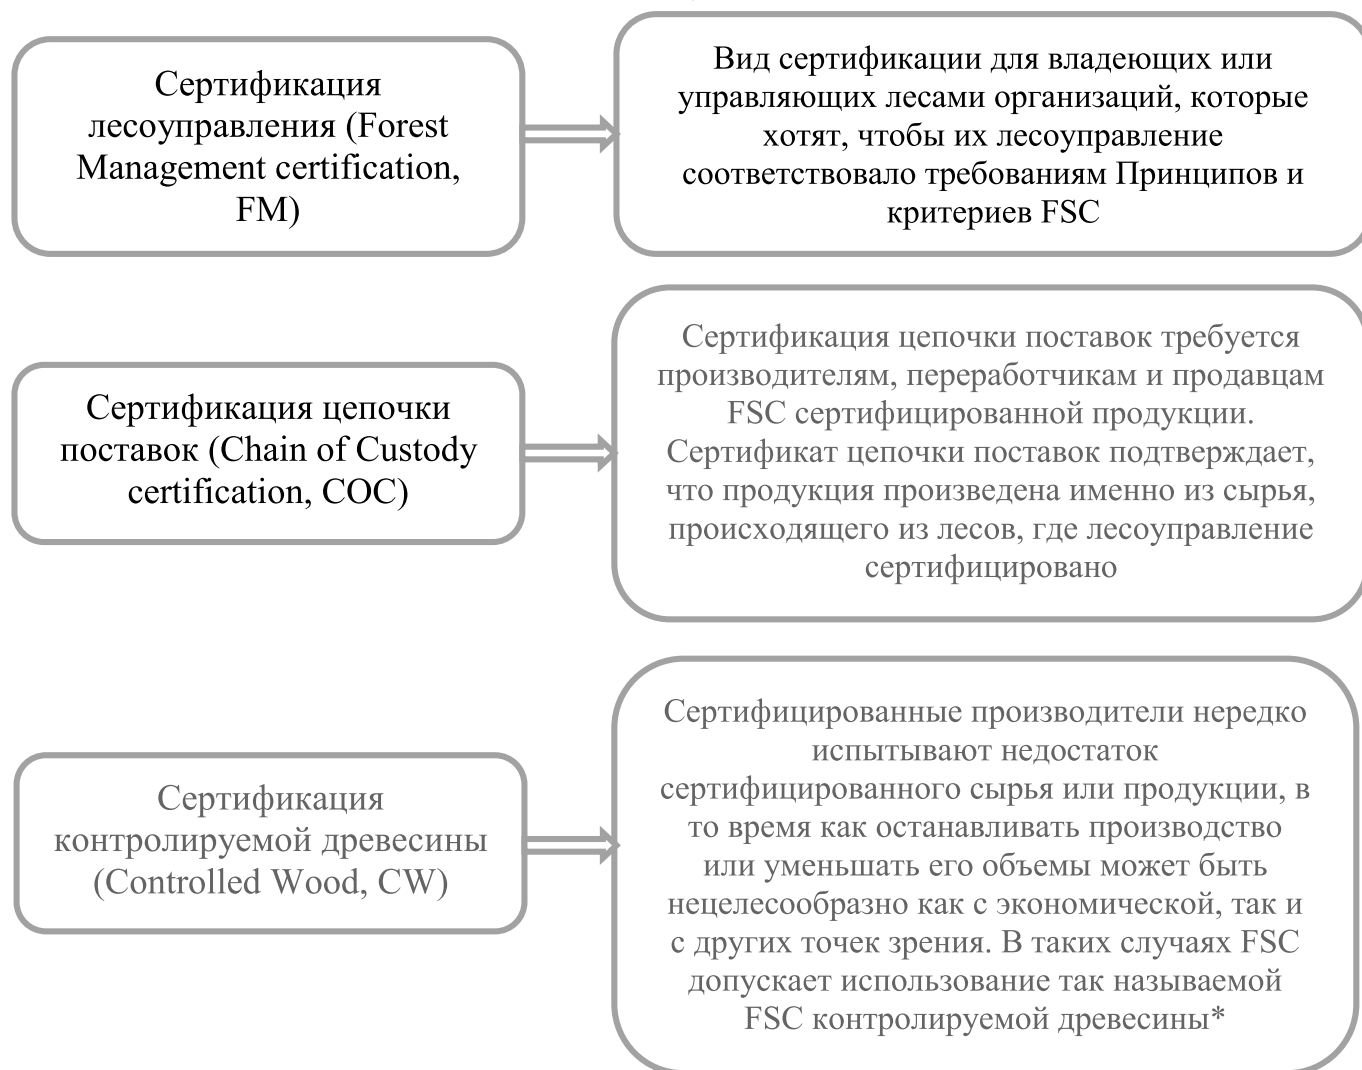 Сертификация
лесоуправления (Forest
Management certification,
FM)
Вид сертификации для владеющих или
управляющих лесами организаций, которые
хотят, чтобы их лесоуправление
соответствовало требованиям Принципов и
критериев FSC
Сертификация цепочки
поставок (Chain of Custody
certification, COC)
Сертификация цепочки поставок требуется
производителям, переработчикам и продавцам
FSC сертифицированной продукции.
Сертификат цепочки поставок подтверждает,
что продукция произведена именно из сырья,
происходящего из лесов, где лесоуправление
сертифицировано
Сертификация
контролируемой древесины
(Controlled Wood, CW)
Сертифицированные производители нередко
испытывают недостаток
сертифицированного сырья или продукции, в
то время как останавливать производство
или уменьшать его объемы может быть
нецелесообразно как с экономической, так и
с других точек зрения. В таких случаях FSC
допускает использование так называемой
FSC контролируемой древесины*